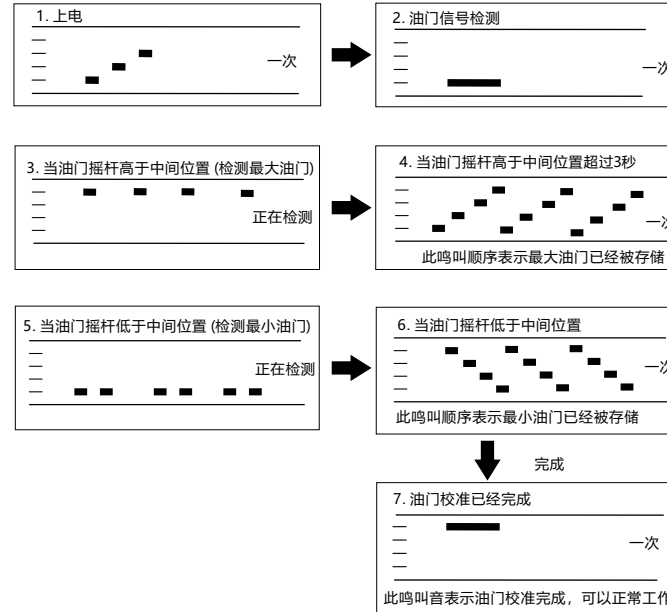 1. 上电
一次
2. 油门信号检测
一次
3. 当油门摇杆高于中间位置 (检测最大油门)
正在检测
4. 当油门摇杆高于中间位置超过3秒
一次
此鸣叫顺序表示最大油门已经被存储
5. 当油门摇杆低于中间位置 (检测最小油门)
正在检测
6. 当油门摇杆低于中间位置
一次
此鸣叫顺序表示最小油门已经被存储
完成
7. 油门校准已经完成
一次
此鸣叫音表示油门校准完成，可以正常工作